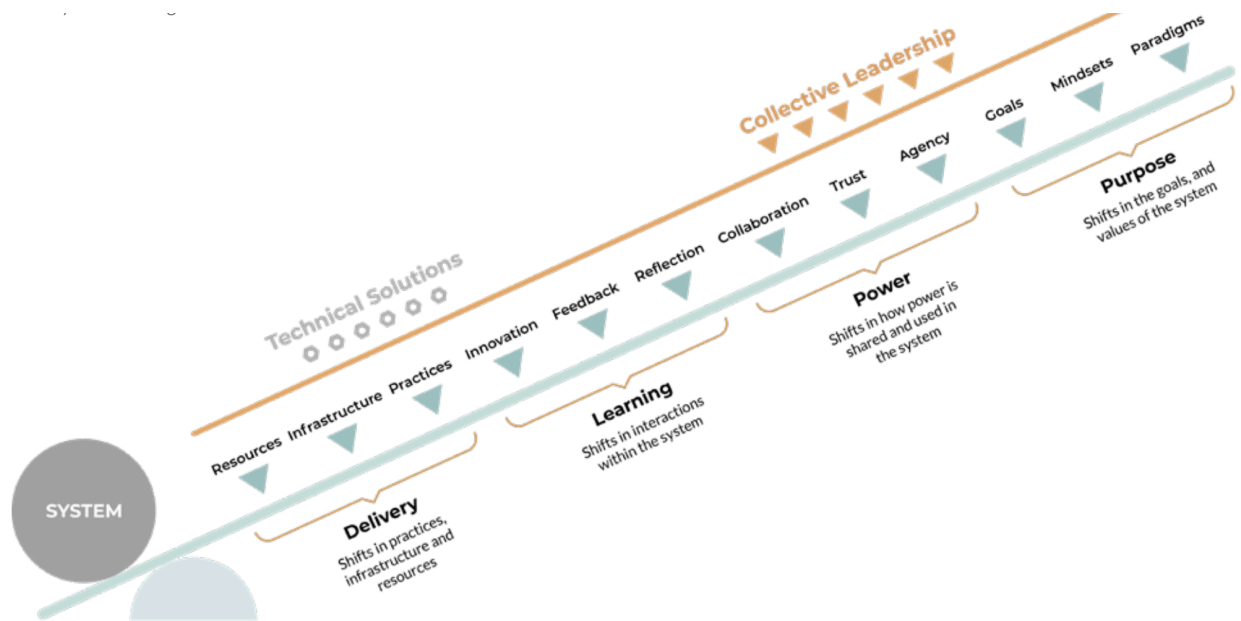 Collective Leadership
Technical Solutions
Resources
Infrastructure
Practices
Innovation
Feedback
Reflection
Collaboration
Trust
Agency
Goals
Mindsets
Paradigms
SYSTEM
Delivery
Shifts in practices,
infrastructure and
resources
Learning
Shifts in interactions
within the system
Power
Shifts in how power is
shared and used in
the system
Purpose
Shifts in the goals, and
values of the system